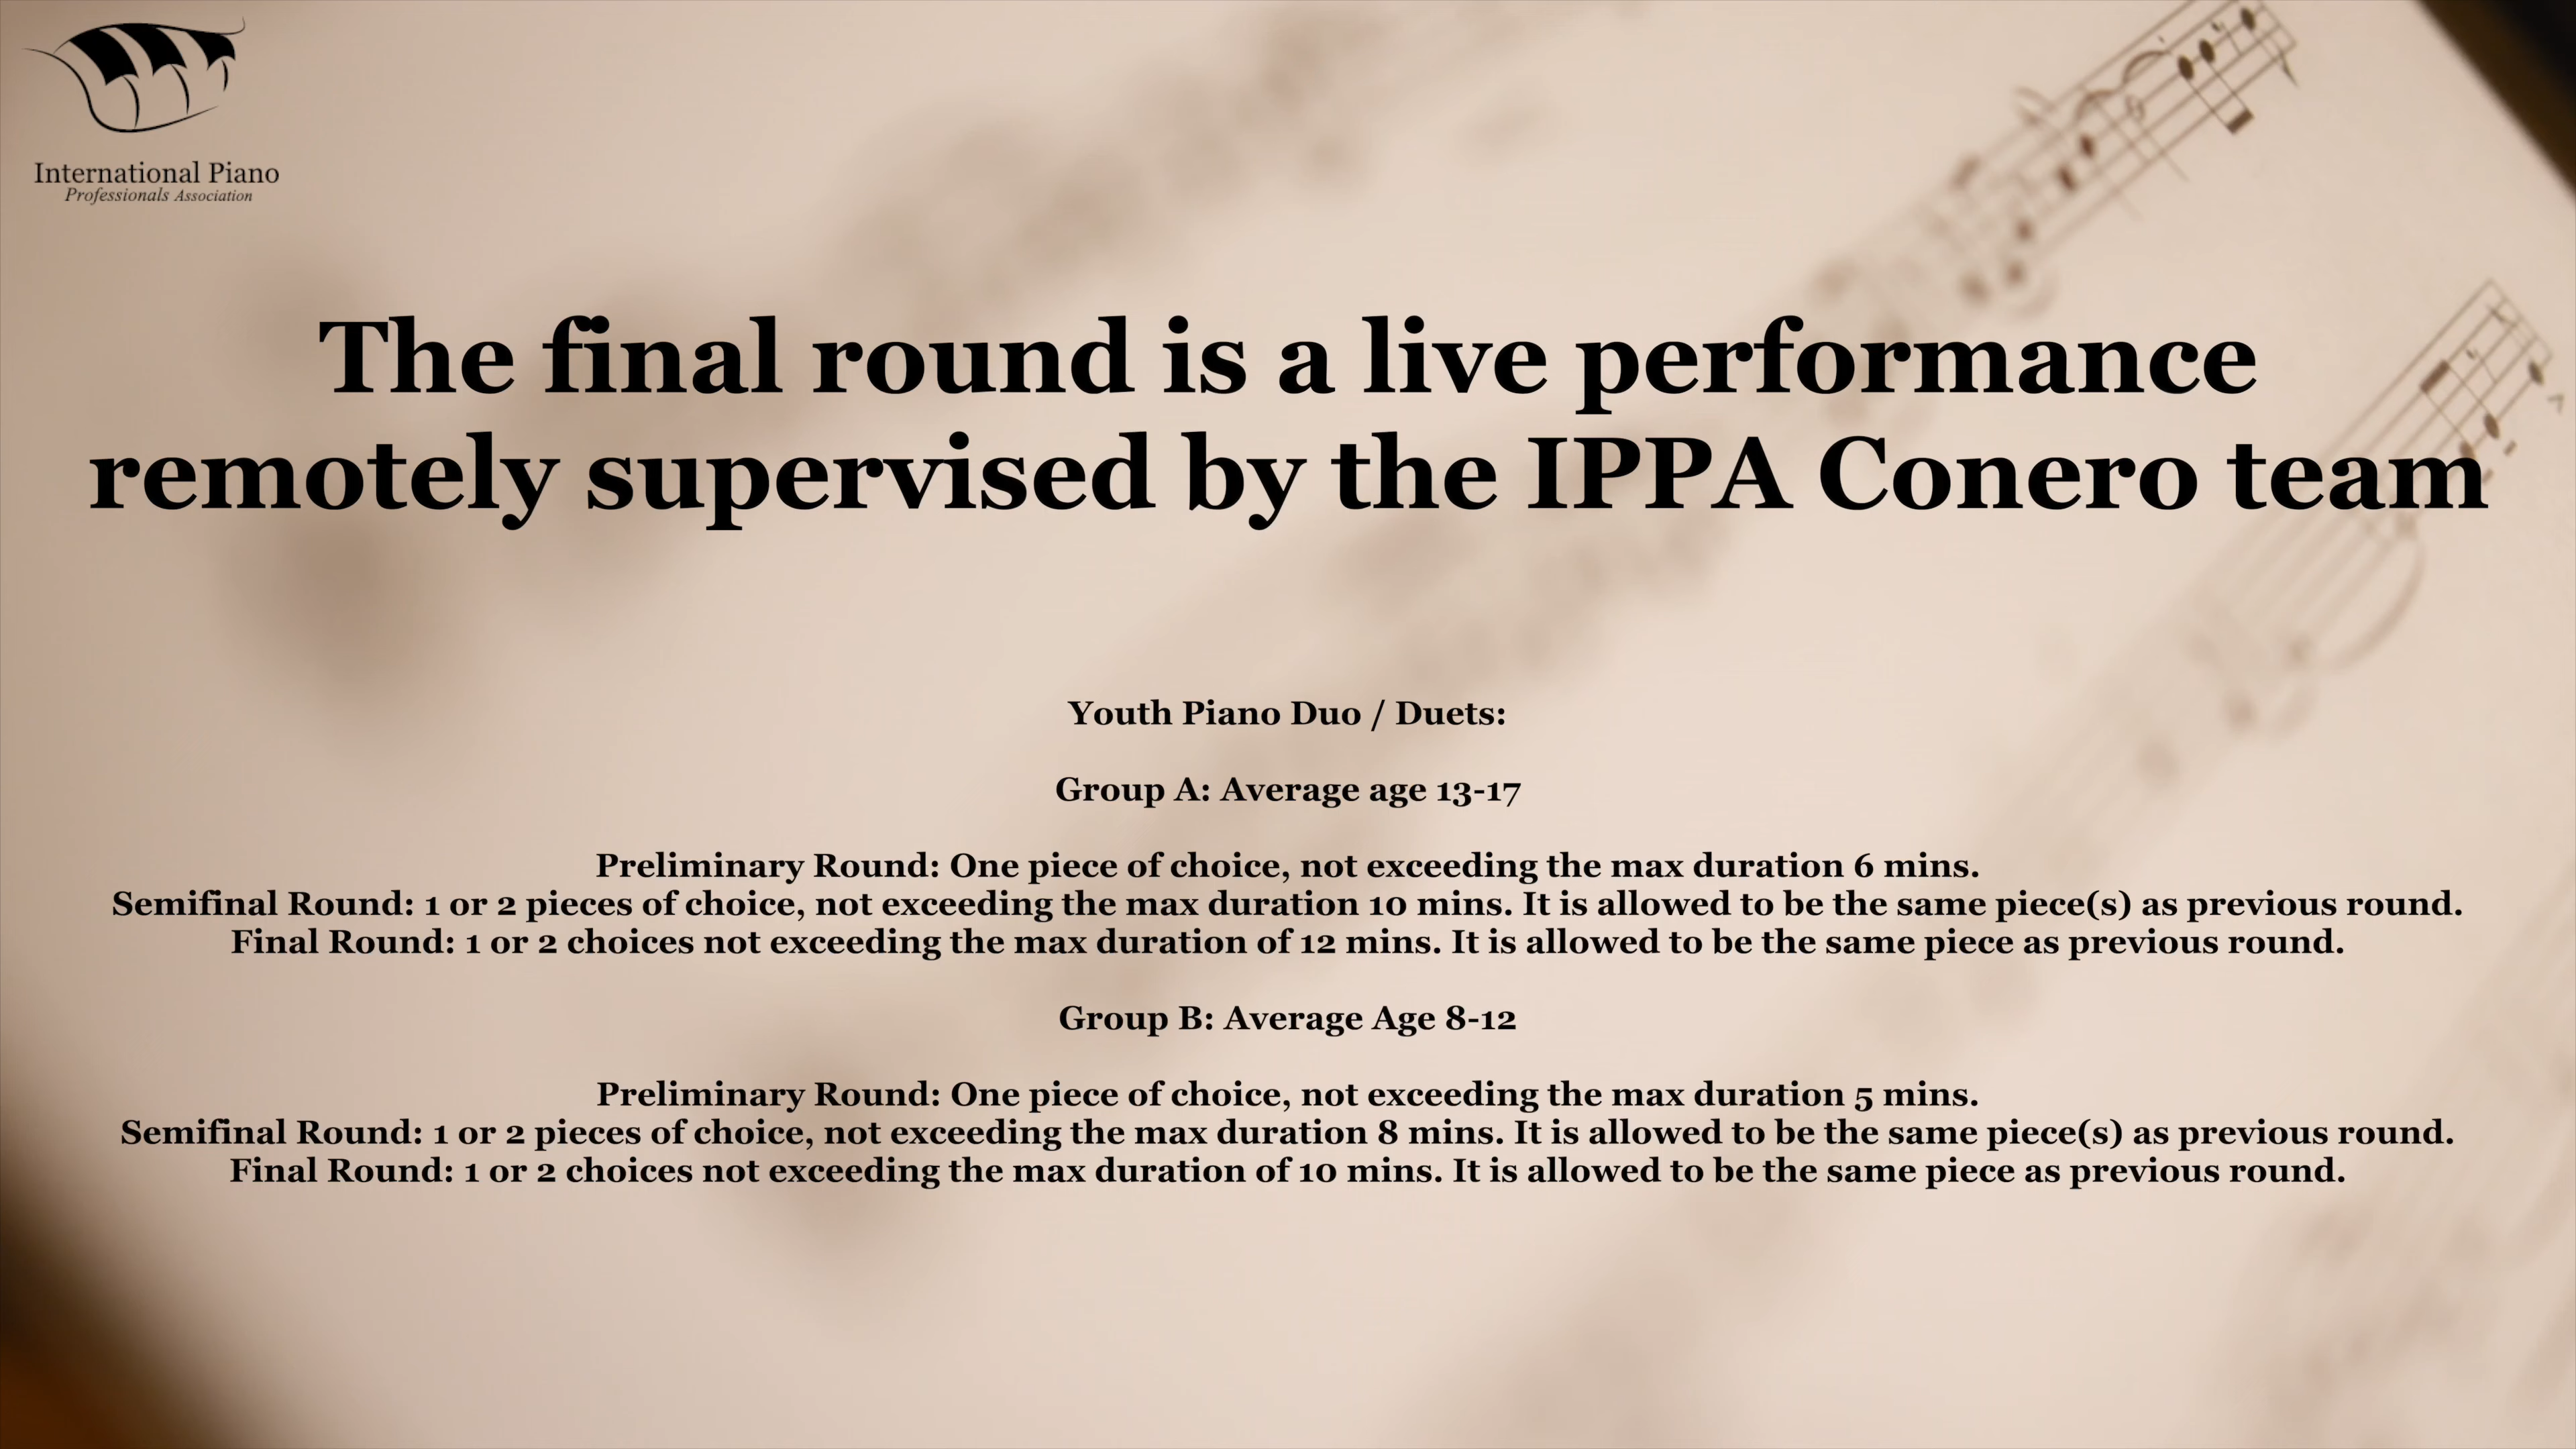 International Piano
Professionals Association
The final round is a live performance
remotely supervised by the IPPA Conero team
Youth Piano Duo / Duets:
Group A: Average age 13-17
Preliminary Round: One piece of choice, not exceeding the max duration 6 mins.
Semifinal Round: 1 or 2 pieces of choice, not exceeding the max duration 10 mins. It is allowed to be the same piece(s) as previous round.
Final Round: 1 or 2 choices not exceeding the max duration of 12 mins. It is allowed to be the same piece as previous round.
Group B: Average Age 8-12
Preliminary Round: One piece of choice, not exceeding the max duration 5 mins.
Semifinal Round: 1 or 2 pieces of choice, not exceeding the max duration 8 mins. It is allowed to be the same piece(s) as previous round.
Final Round: 1 or 2 choices not exceeding the max duration of 10 mins. It is allowed to be the same piece as previous round.